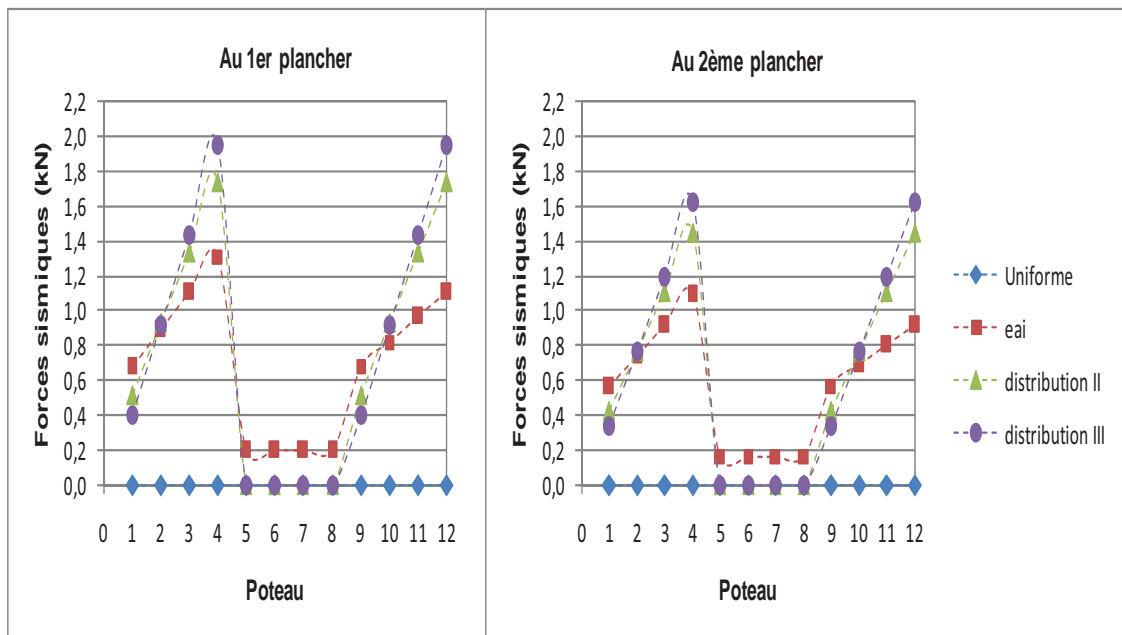 Au 1er plancher
Forces sismiques (kN)
2,2
2,0
1,8
1,6
1,4
1,2
1,0
0,8
0,6
0,4
0,2
0,0
0 1 2 3 4 5 6 7 8 9 10 11 12
Poteau
Au 2ème plancher
Forces sismiques (kN)
2,2
2,0
1,8
1,6
1,4
1,2
1,0
0,8
0,6
0,4
0,2
0,0
0 1 2 3 4 5 6 7 8 9 10 11 12
Poteau
Uniforme
eai
distribution II
distribution III